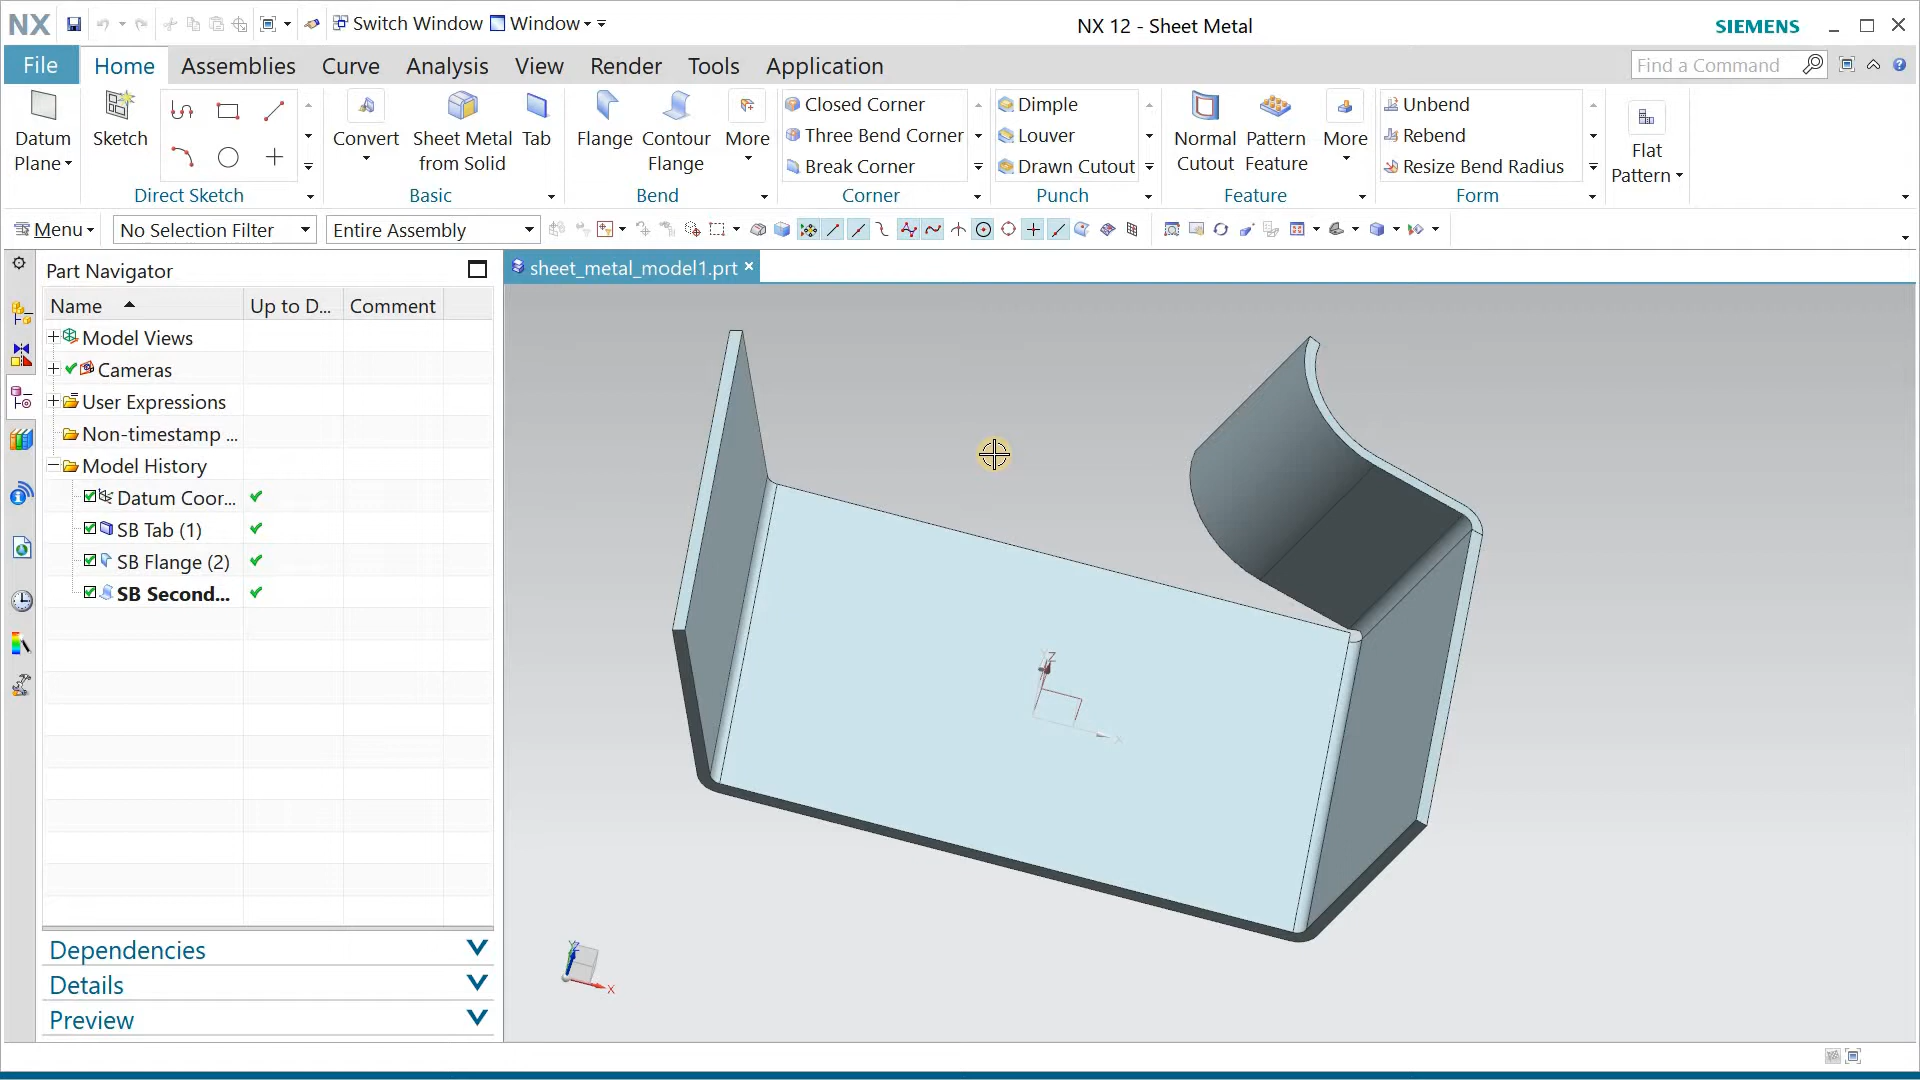 NX Switch Window Window NX 12 - Sheet Metal SIEMENS
File Home Assemblies Curve Analysis View Render Tools Application Find a Command
Datum Plane
Sketch
Direct Sketch
Convert
Sheet Metal from Solid
Tab
Basic
Flange
Contour Flange
More
Bend
Closed Corner
Three Bend Corner
Break Corner
Corner
Dimple
Louver
Drawn Cutout
Punch
Normal Cutout
Pattern Feature
More
Feature
Unbend
Rebend
Resize Bend Radius
Form
Flat Pattern
Menu No Selection Filter Entire Assembly
Part Navigator
sheet_metal_model1.prt
Name Up to D... Comment
Model Views
Cameras
User Expressions
Non-timestamp ...
Model History
Datum Coor...
SB Tab (1)
SB Flange (2)
SB Second...
Dependencies
Details
Preview
Z
X
X